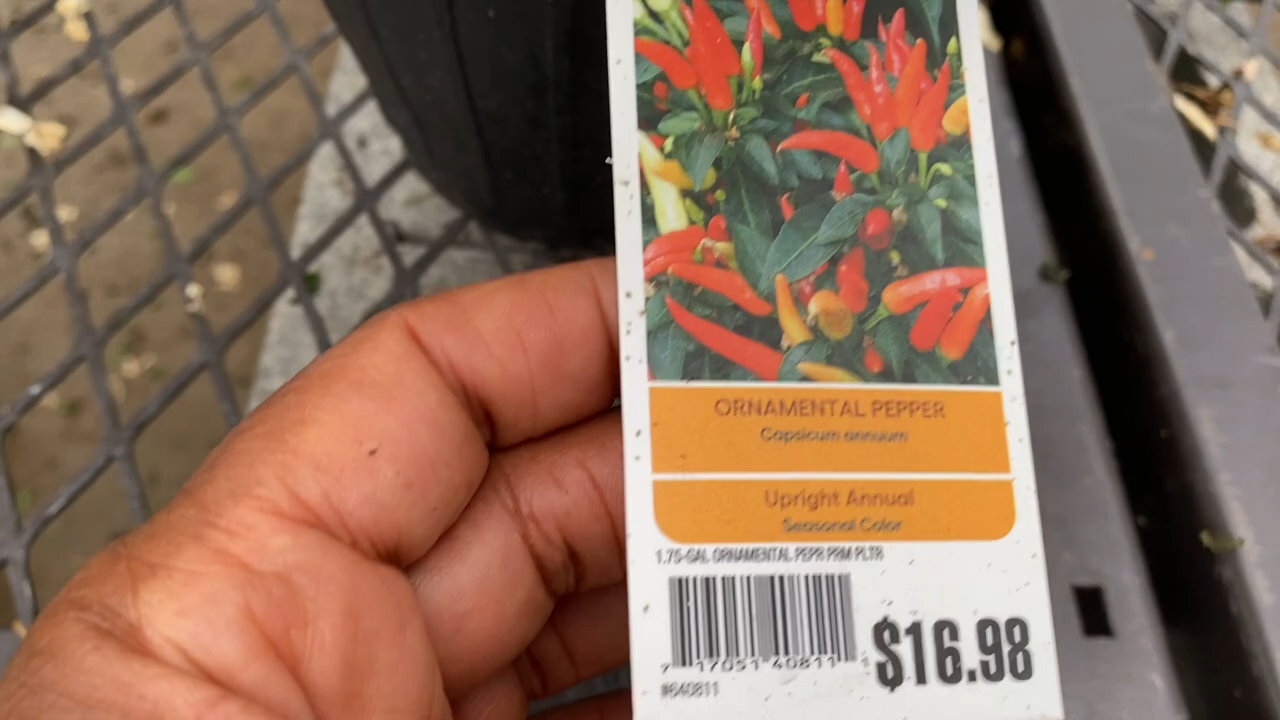 ORNAMENTAL PEPPER
Capsicum annuum
Upright Annual
Seasonal Color
1.75-GAL ORNAMENTAL PEPR PRM PLTR
7 17051 40811
#640811
$16.98